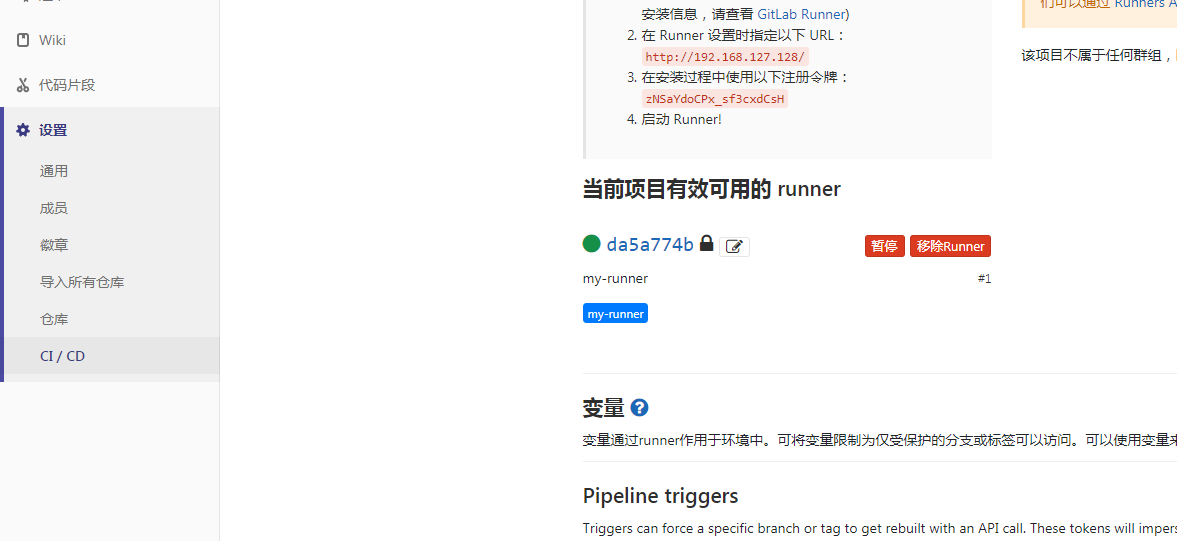 Wiki
代码片段
设置
通用
成员
徽章
导入所有仓库
仓库
CI / CD
安装信息，请查看 GitLab Runner)
2. 在 Runner 设置时指定以下 URL：
http://192.168.127.128/
3. 在安装过程中使用以下注册令牌：
zNSaYdoCPx_sf3cxdCsH
4. 启动 Runner!
们可以通过 Runners A
该项目不属于任何群组，
当前项目有效可用的 runner
da5a774b
暂停
移除Runner
my-runner
#1
my-runner
变量
变量通过runner作用于环境中。可将变量限制为仅受保护的分支或标签可以访问。可以使用变量来
Pipeline triggers
Triggers can force a specific branch or tag to get rebuilt with an API call. These tokens will impers